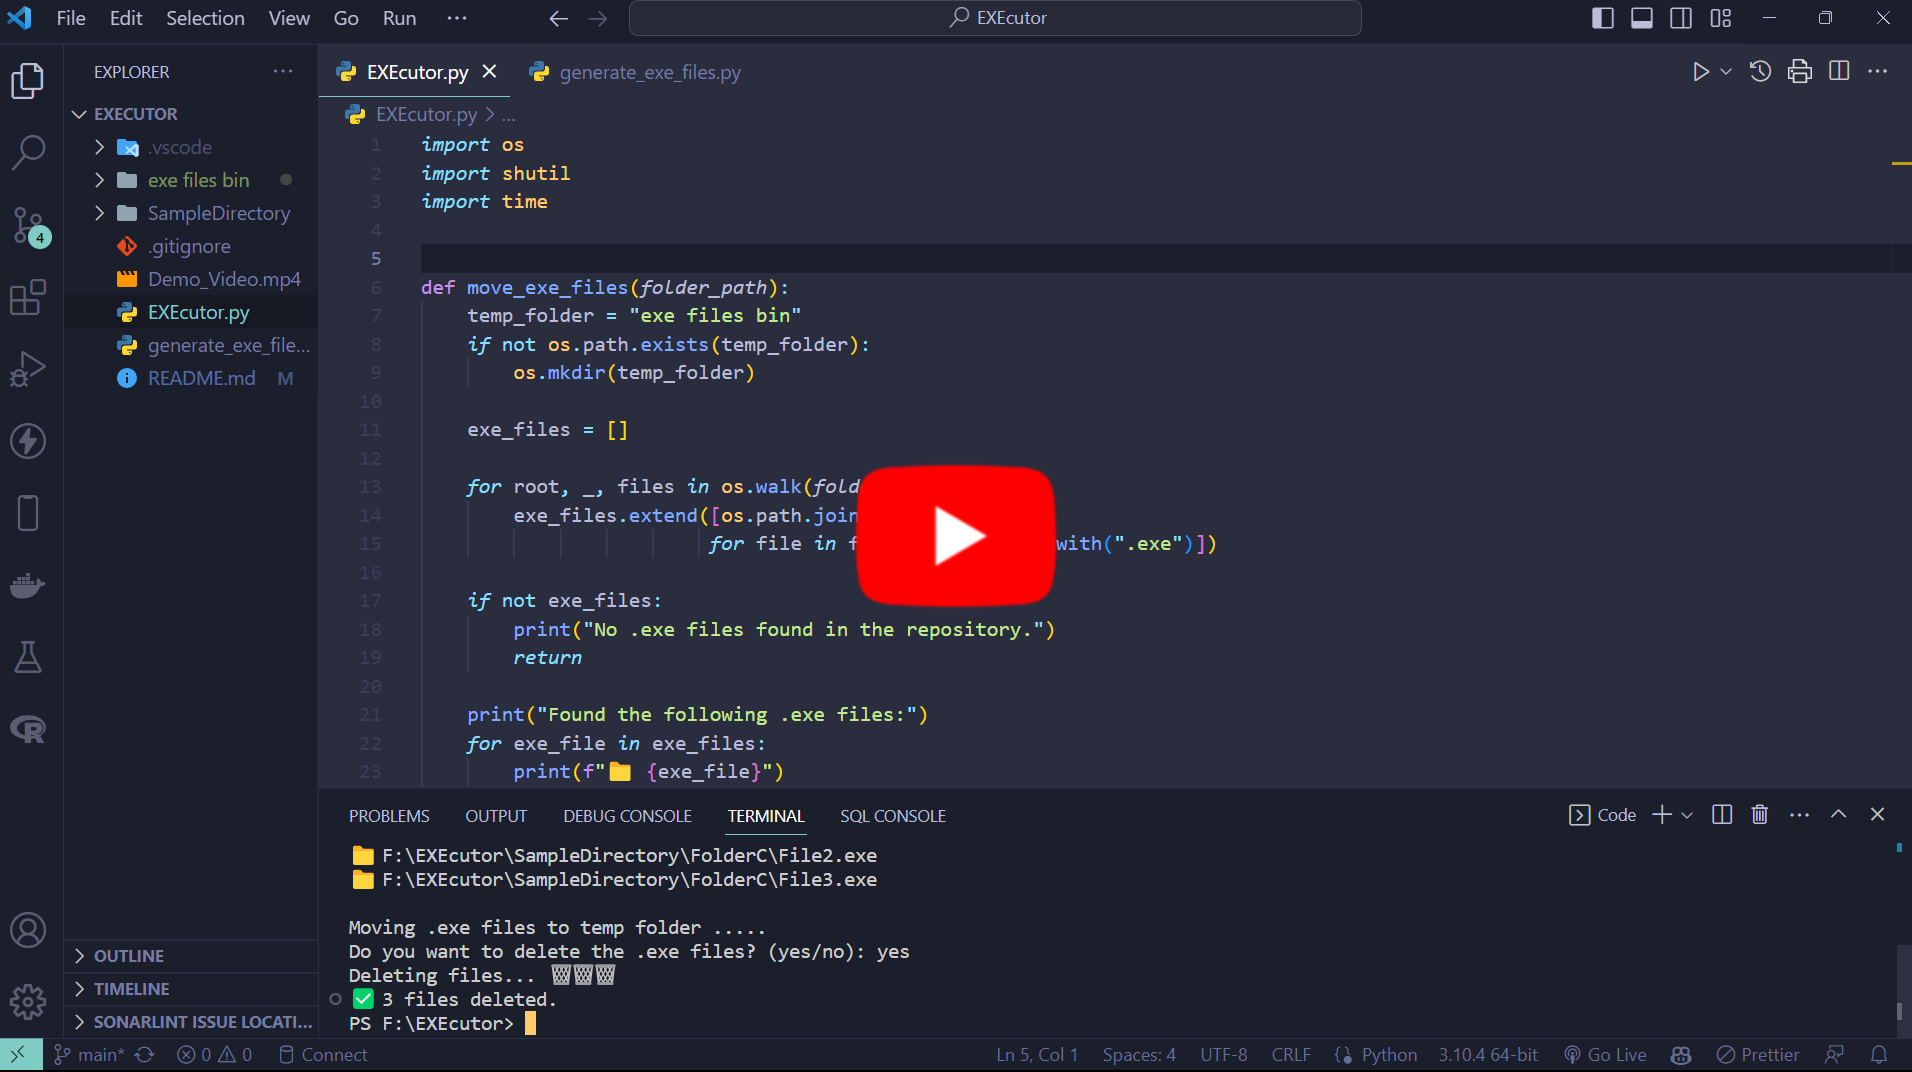 File Edit Selection View Go Run ...
EXEcutor
EXPLORER ...
EXECUTOR
.vscode
exe files bin
SampleDirectory
.gitignore
Demo_Video.mp4
EXEcutor.py
generate_exe_file...
README.md M
4
OUTLINE
TIMELINE
SONARLINT ISSUE LOCATI...
EXEcutor.py generate_exe_files.py
EXEcutor.py > ...
1 import os
2 import shutil
3 import time
4
5
6 def move_exe_files(folder_path):
7 temp_folder = "exe files bin"
8 if not os.path.exists(temp_folder):
9 os.mkdir(temp_folder)
10
11 exe_files = []
12
13 for root, _, files in os.walk(fold
14 exe_files.extend([os.path.join
15 for file in f with(".exe")])
16
17 if not exe_files:
18 print("No .exe files found in the repository.")
19 return
20
21 print("Found the following .exe files:")
22 for exe_file in exe_files:
23 print(f"📁 {exe_file}")
PROBLEMS OUTPUT DEBUG CONSOLE TERMINAL SQL CONSOLE Code
📁 F:\EXEcutor\SampleDirectory\FolderC\File2.exe
📁 F:\EXEcutor\SampleDirectory\FolderC\File3.exe
Moving .exe files to temp folder .....
Do you want to delete the .exe files? (yes/no): yes
Deleting files... 🗑🗑🗑
✅ 3 files deleted.
PS F:\EXEcutor>
main* 0 0 Connect Ln 5, Col 1 Spaces: 4 UTF-8 CRLF Python 3.10.4 64-bit Go Live Prettier